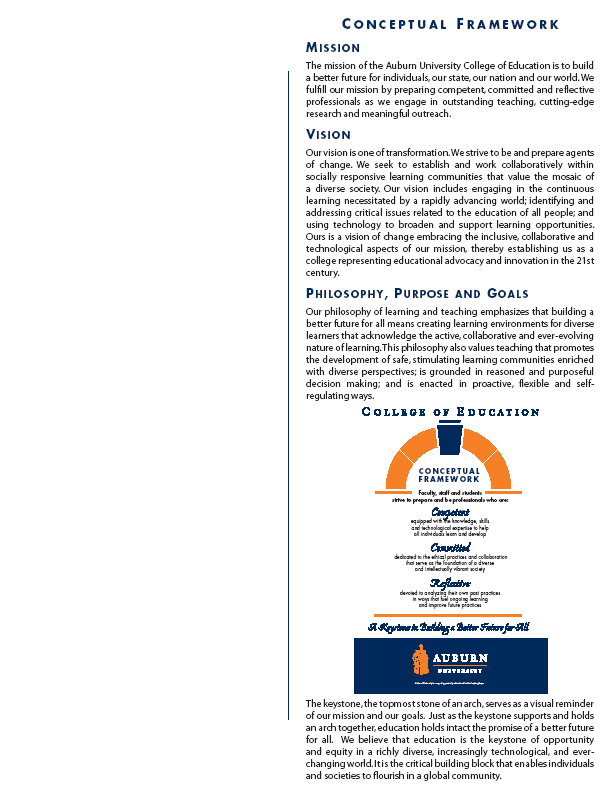 CONCEPTUAL FRAMEWORK
MISSION
The mission of the Auburn University College of Education is to build
a better future for individuals, our state, our nation and our world. We
fulfill our mission by preparing competent, committed and reflective
professionals as we engage in outstanding teaching, cutting-edge
research and meaningful outreach.
VISION
Our vision is one of transformation. We strive to be and prepare agents
of change. We seek to establish and work collaboratively within
socially responsive learning communities that value the mosaic of
a diverse society. Our vision includes engaging in the continuous
learning necessitated by a rapidly advancing world; identifying and
addressing critical issues related to the education of all people; and
using technology to broaden and support learning opportunities.
Ours is a vision of change embracing the inclusive, collaborative and
technological aspects of our mission, thereby establishing us as a
college representing educational advocacy and innovation in the 21st
century.
PHILOSOPHY, PURPOSE AND GOALS
Our philosophy of learning and teaching emphasizes that building a
better future for all means creating learning environments for diverse
learners that acknowledge the active, collaborative and ever-evolving
nature of learning. This philosophy also values teaching that promotes
the development of safe, stimulating learning communities enriched
with diverse perspectives; is grounded in reasoned and purposeful
decision making; and is enacted in proactive, flexible and self-
regulating ways.
COLLEGE OF EDUCATION
CONCEPTUAL
FRAMEWORK
Faculty, staff and students
strive to prepare and be professionals who are:
Competent
equipped with the knowledge, skills
and technological expertise to help
all individuals learn and develop
Committed
dedicated to the ethical practices and collaboration
that serve as the foundation of a diverse
and intellectually vibrant society
Reflective
devoted to analyzing their own past practices
in ways that fuel ongoing learning
and improve future practices
A Keystone in Building a Better Future for All
AUBURN
UNIVERSITY
The keystone, the topmost stone of an arch, serves as a visual reminder
of our mission and our goals. Just as the keystone supports and holds
an arch together, education holds intact the promise of a better future
for all. We believe that education is the keystone of opportunity
and equity in a richly diverse, increasingly technological, and ever-
changing world. It is the critical building block that enables individuals
and societies to flourish in a global community.